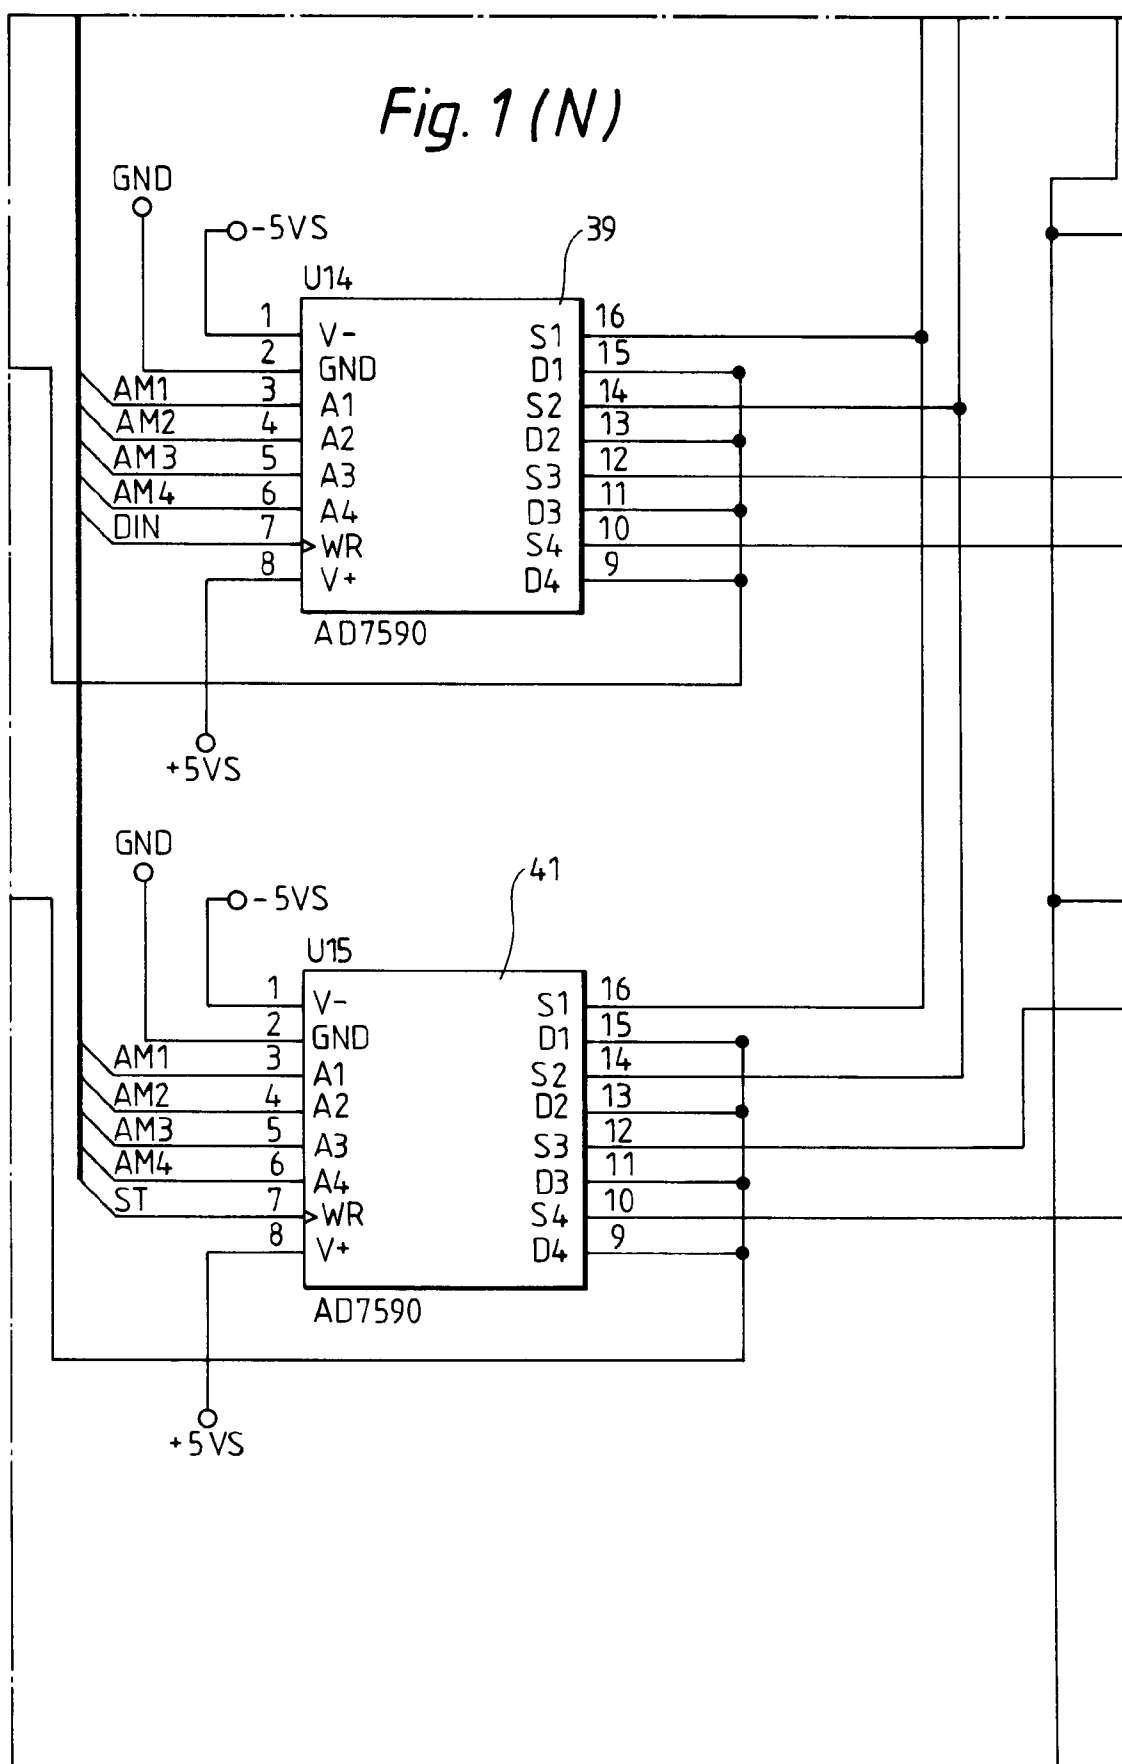 Fig. 1 (N)
GND
-5VS
39
U14
1 V- S1 16
2 GND D1 15
AM1 3 A1 S2 14
AM2 4 A2 D2 13
AM3 5 A3 S3 12
AM4 6 A4 D3 11
DIN 7 WR S4 10
8 V+ D4 9
AD7590
+5VS
GND
41
-5VS
U15
1 V- S1 16
2 GND D1 15
AM1 3 A1 S2 14
AM2 4 A2 D2 13
AM3 5 A3 S3 12
AM4 6 A4 D3 11
ST 7 WR S4 10
8 V+ D4 9
AD7590
+5VS